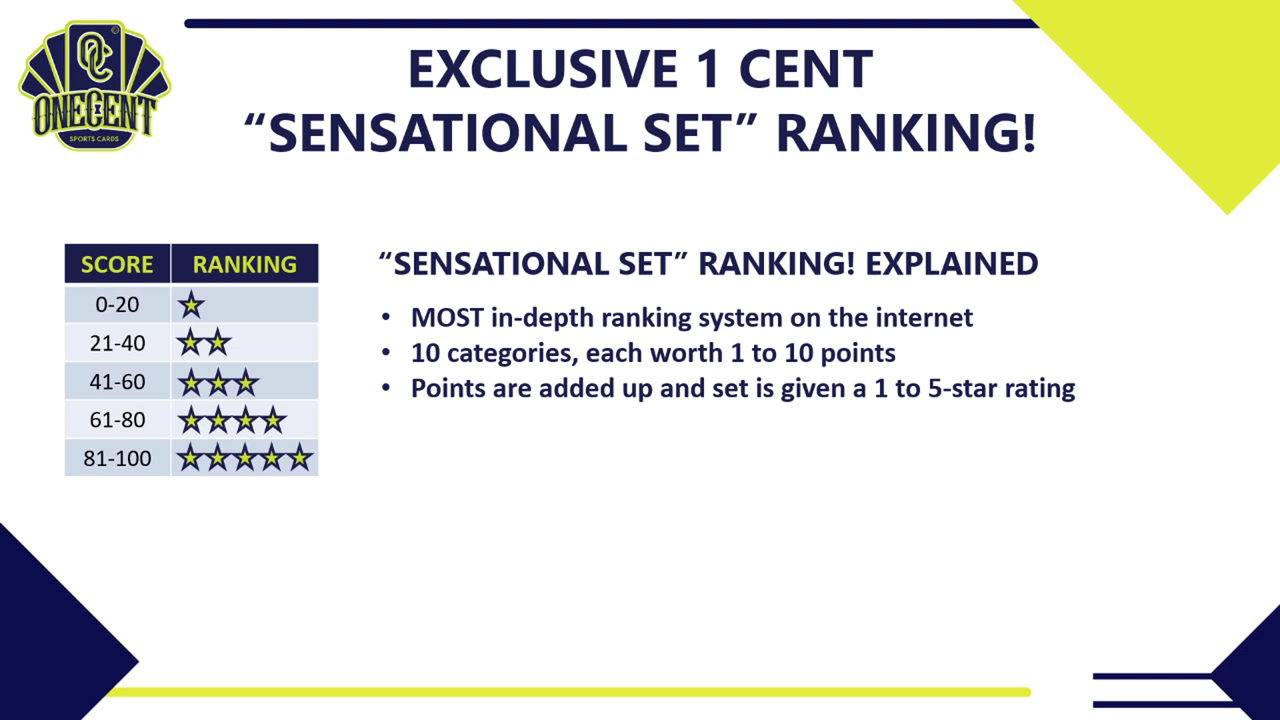 OC
ONECENT
SPORTS CARDS
EXCLUSIVE 1 CENT
“SENSATIONAL SET” RANKING!
SCORE RANKING
0-20
21-40
41-60
61-80
81-100
“SENSATIONAL SET” RANKING! EXPLAINED
• MOST in-depth ranking system on the internet
• 10 categories, each worth 1 to 10 points
• Points are added up and set is given a 1 to 5-star rating